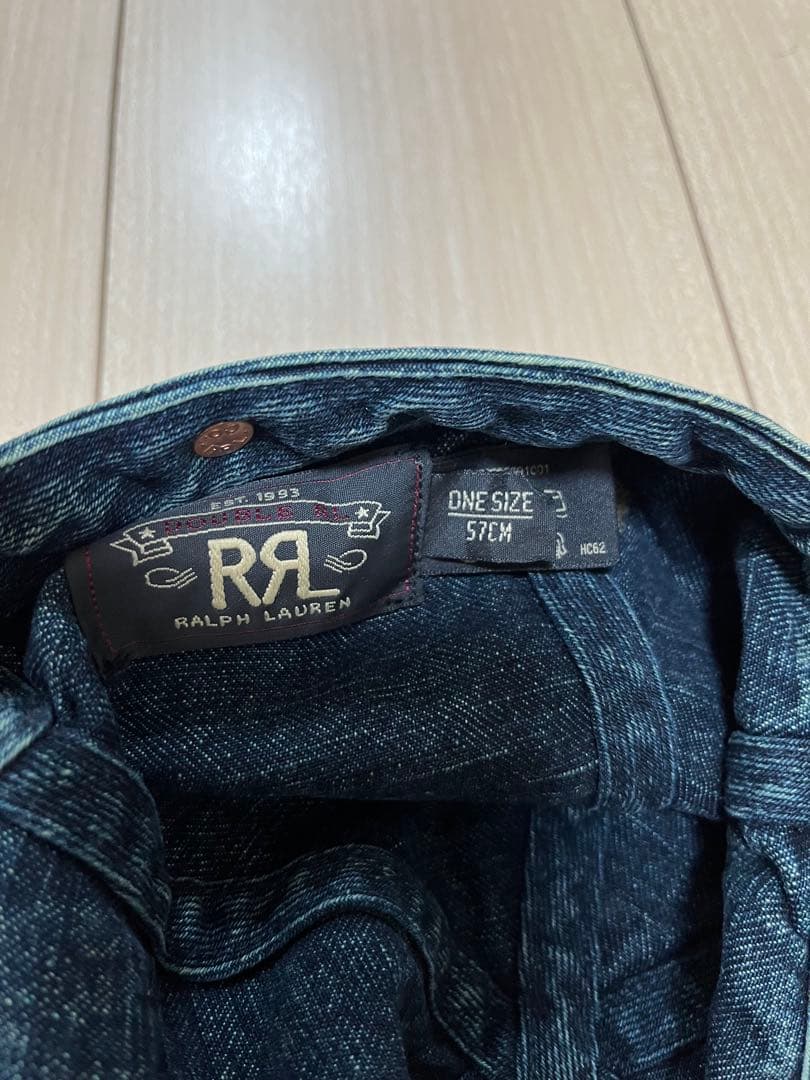 EST. 1993
DOUBLE RL
RRL
RALPH LAUREN
ONE SIZE
57CM
HC62